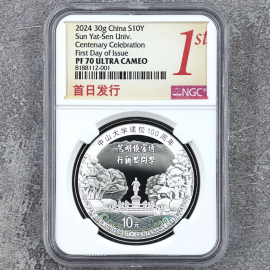 2024 30g China S10Y
Sun Yat-Sen Univ.
Centenary Celebration
First Day of Issue
PF 70 ULTRA CAMEO
8188112-001
首日发行
1st
NGC
中山大学建校100周年
10元